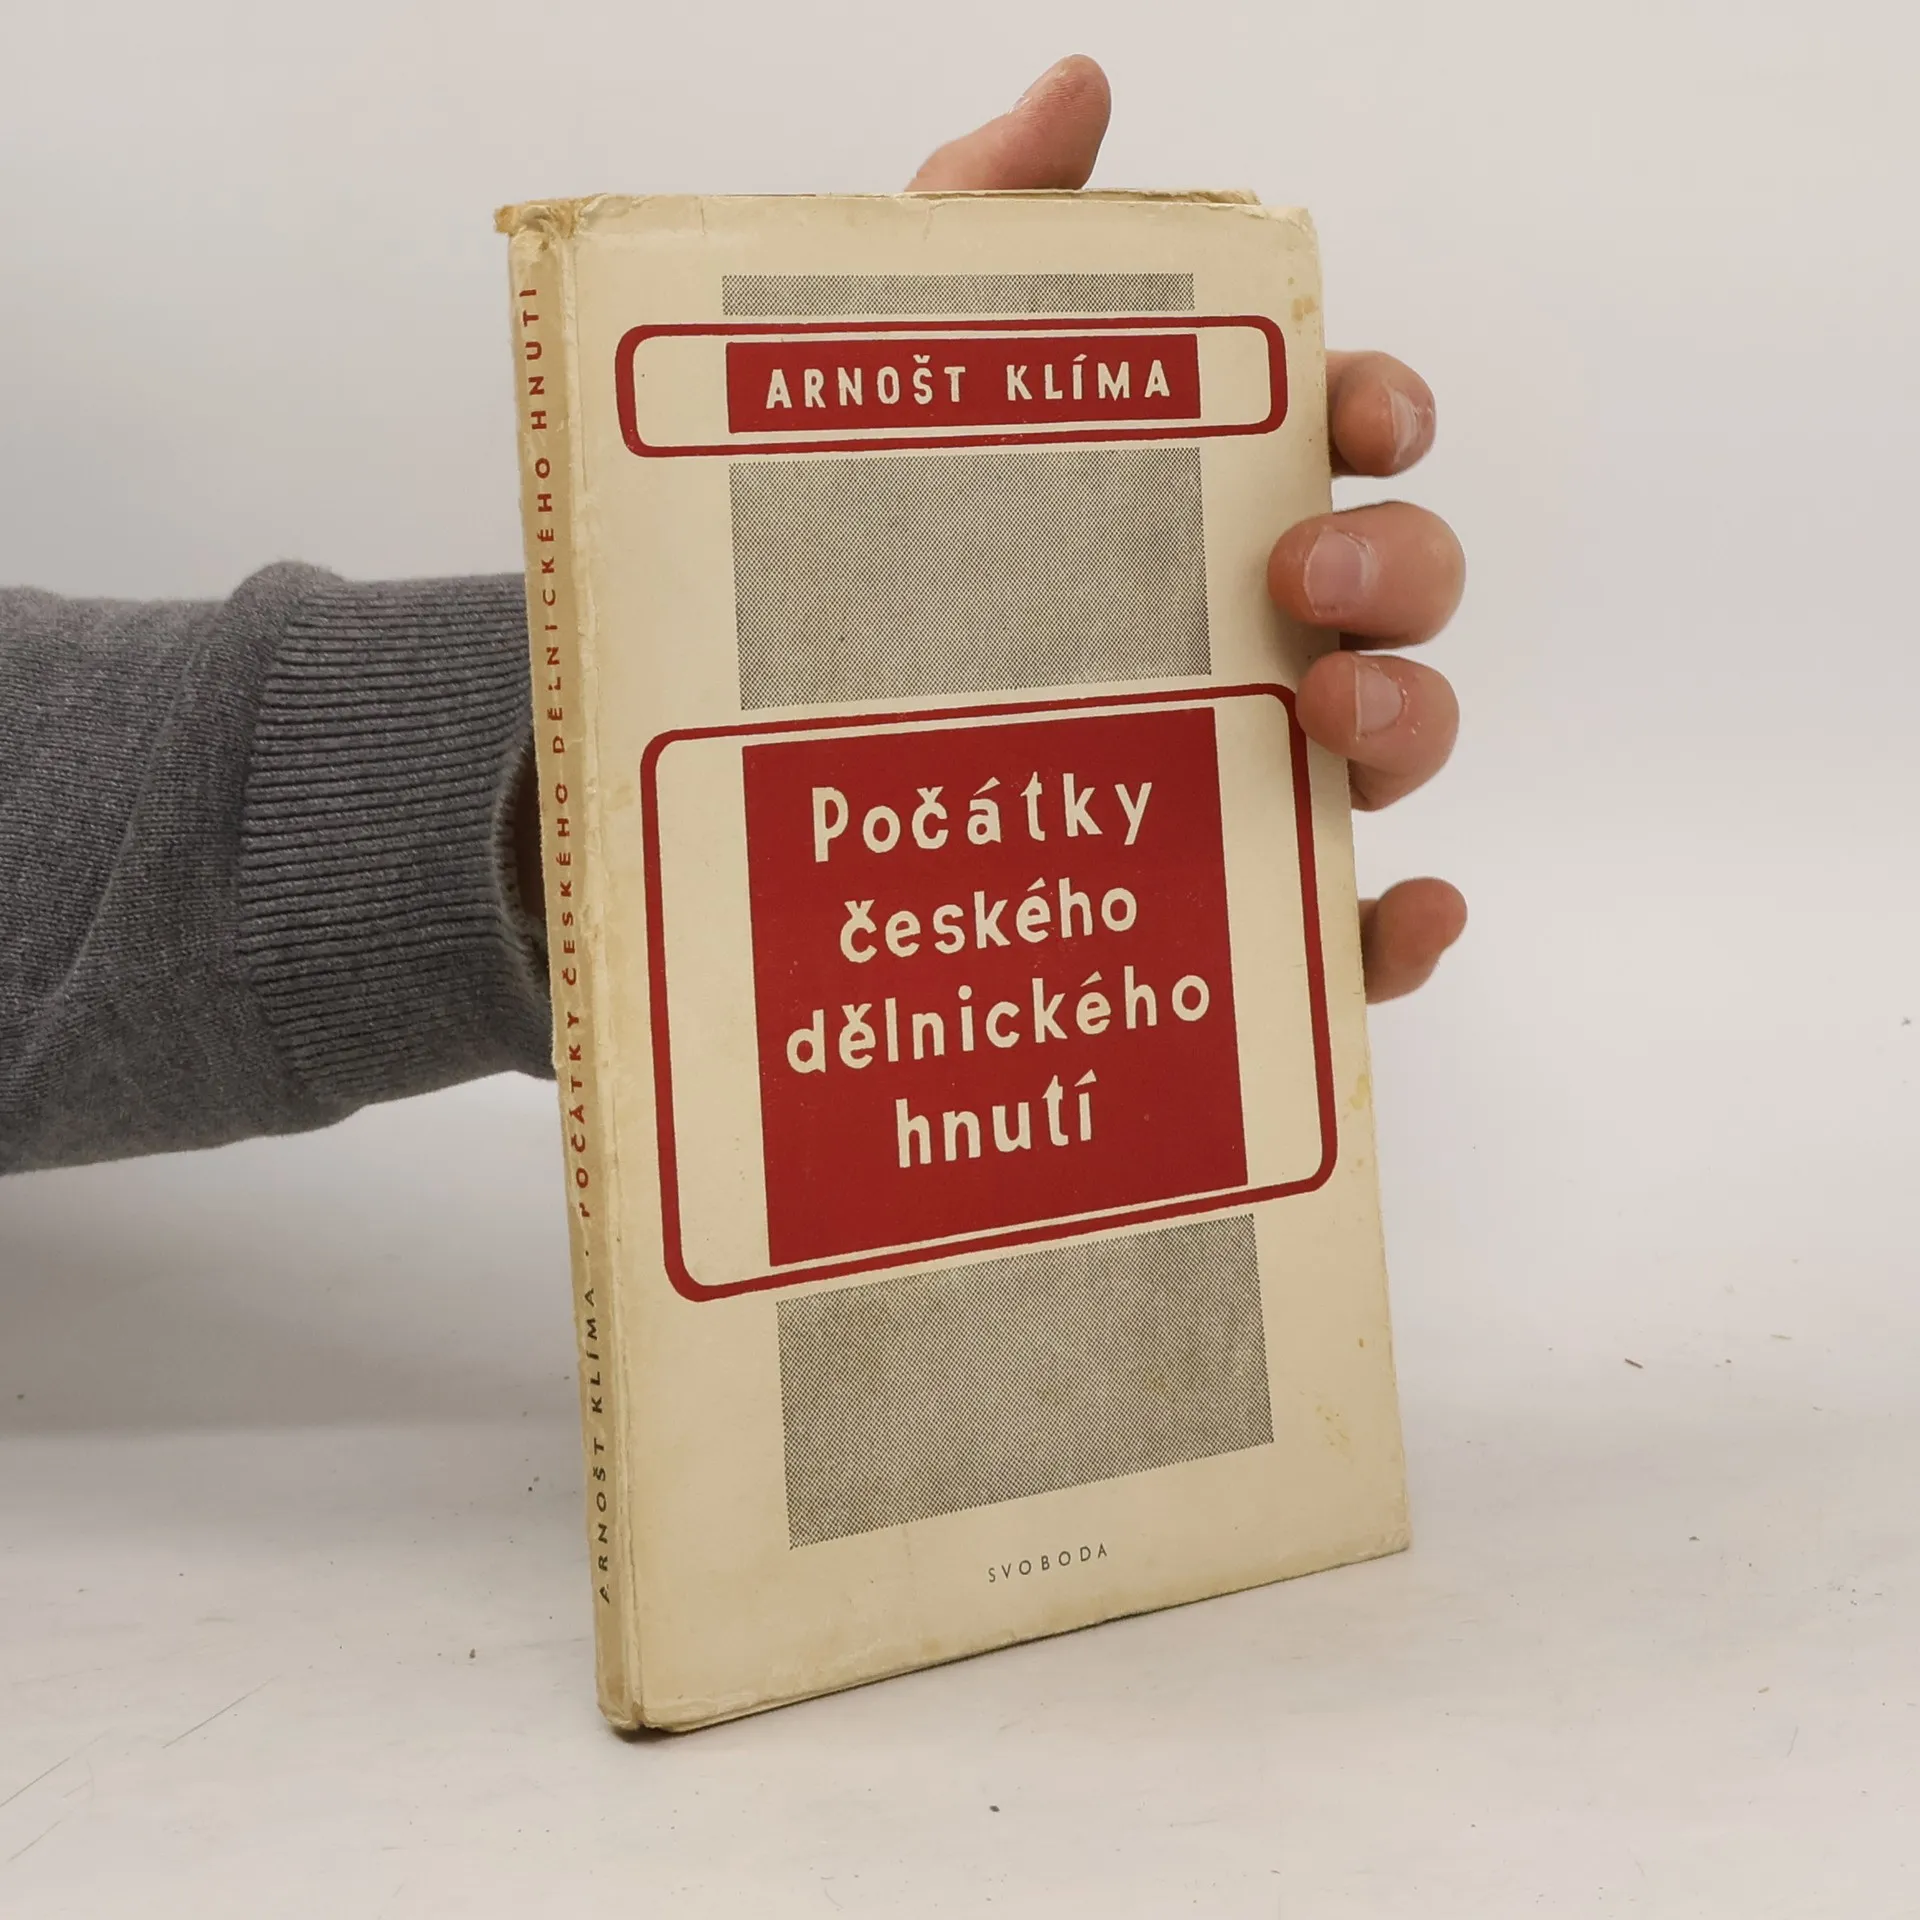 ARNOŠT KLÍMA
Počátky
českého
dělnického
hnutí
SVOBODA
ARNOŠT KLÍMA · POČÁTKY ČESKÉHO DĚLNICKÉHO HNUTÍ